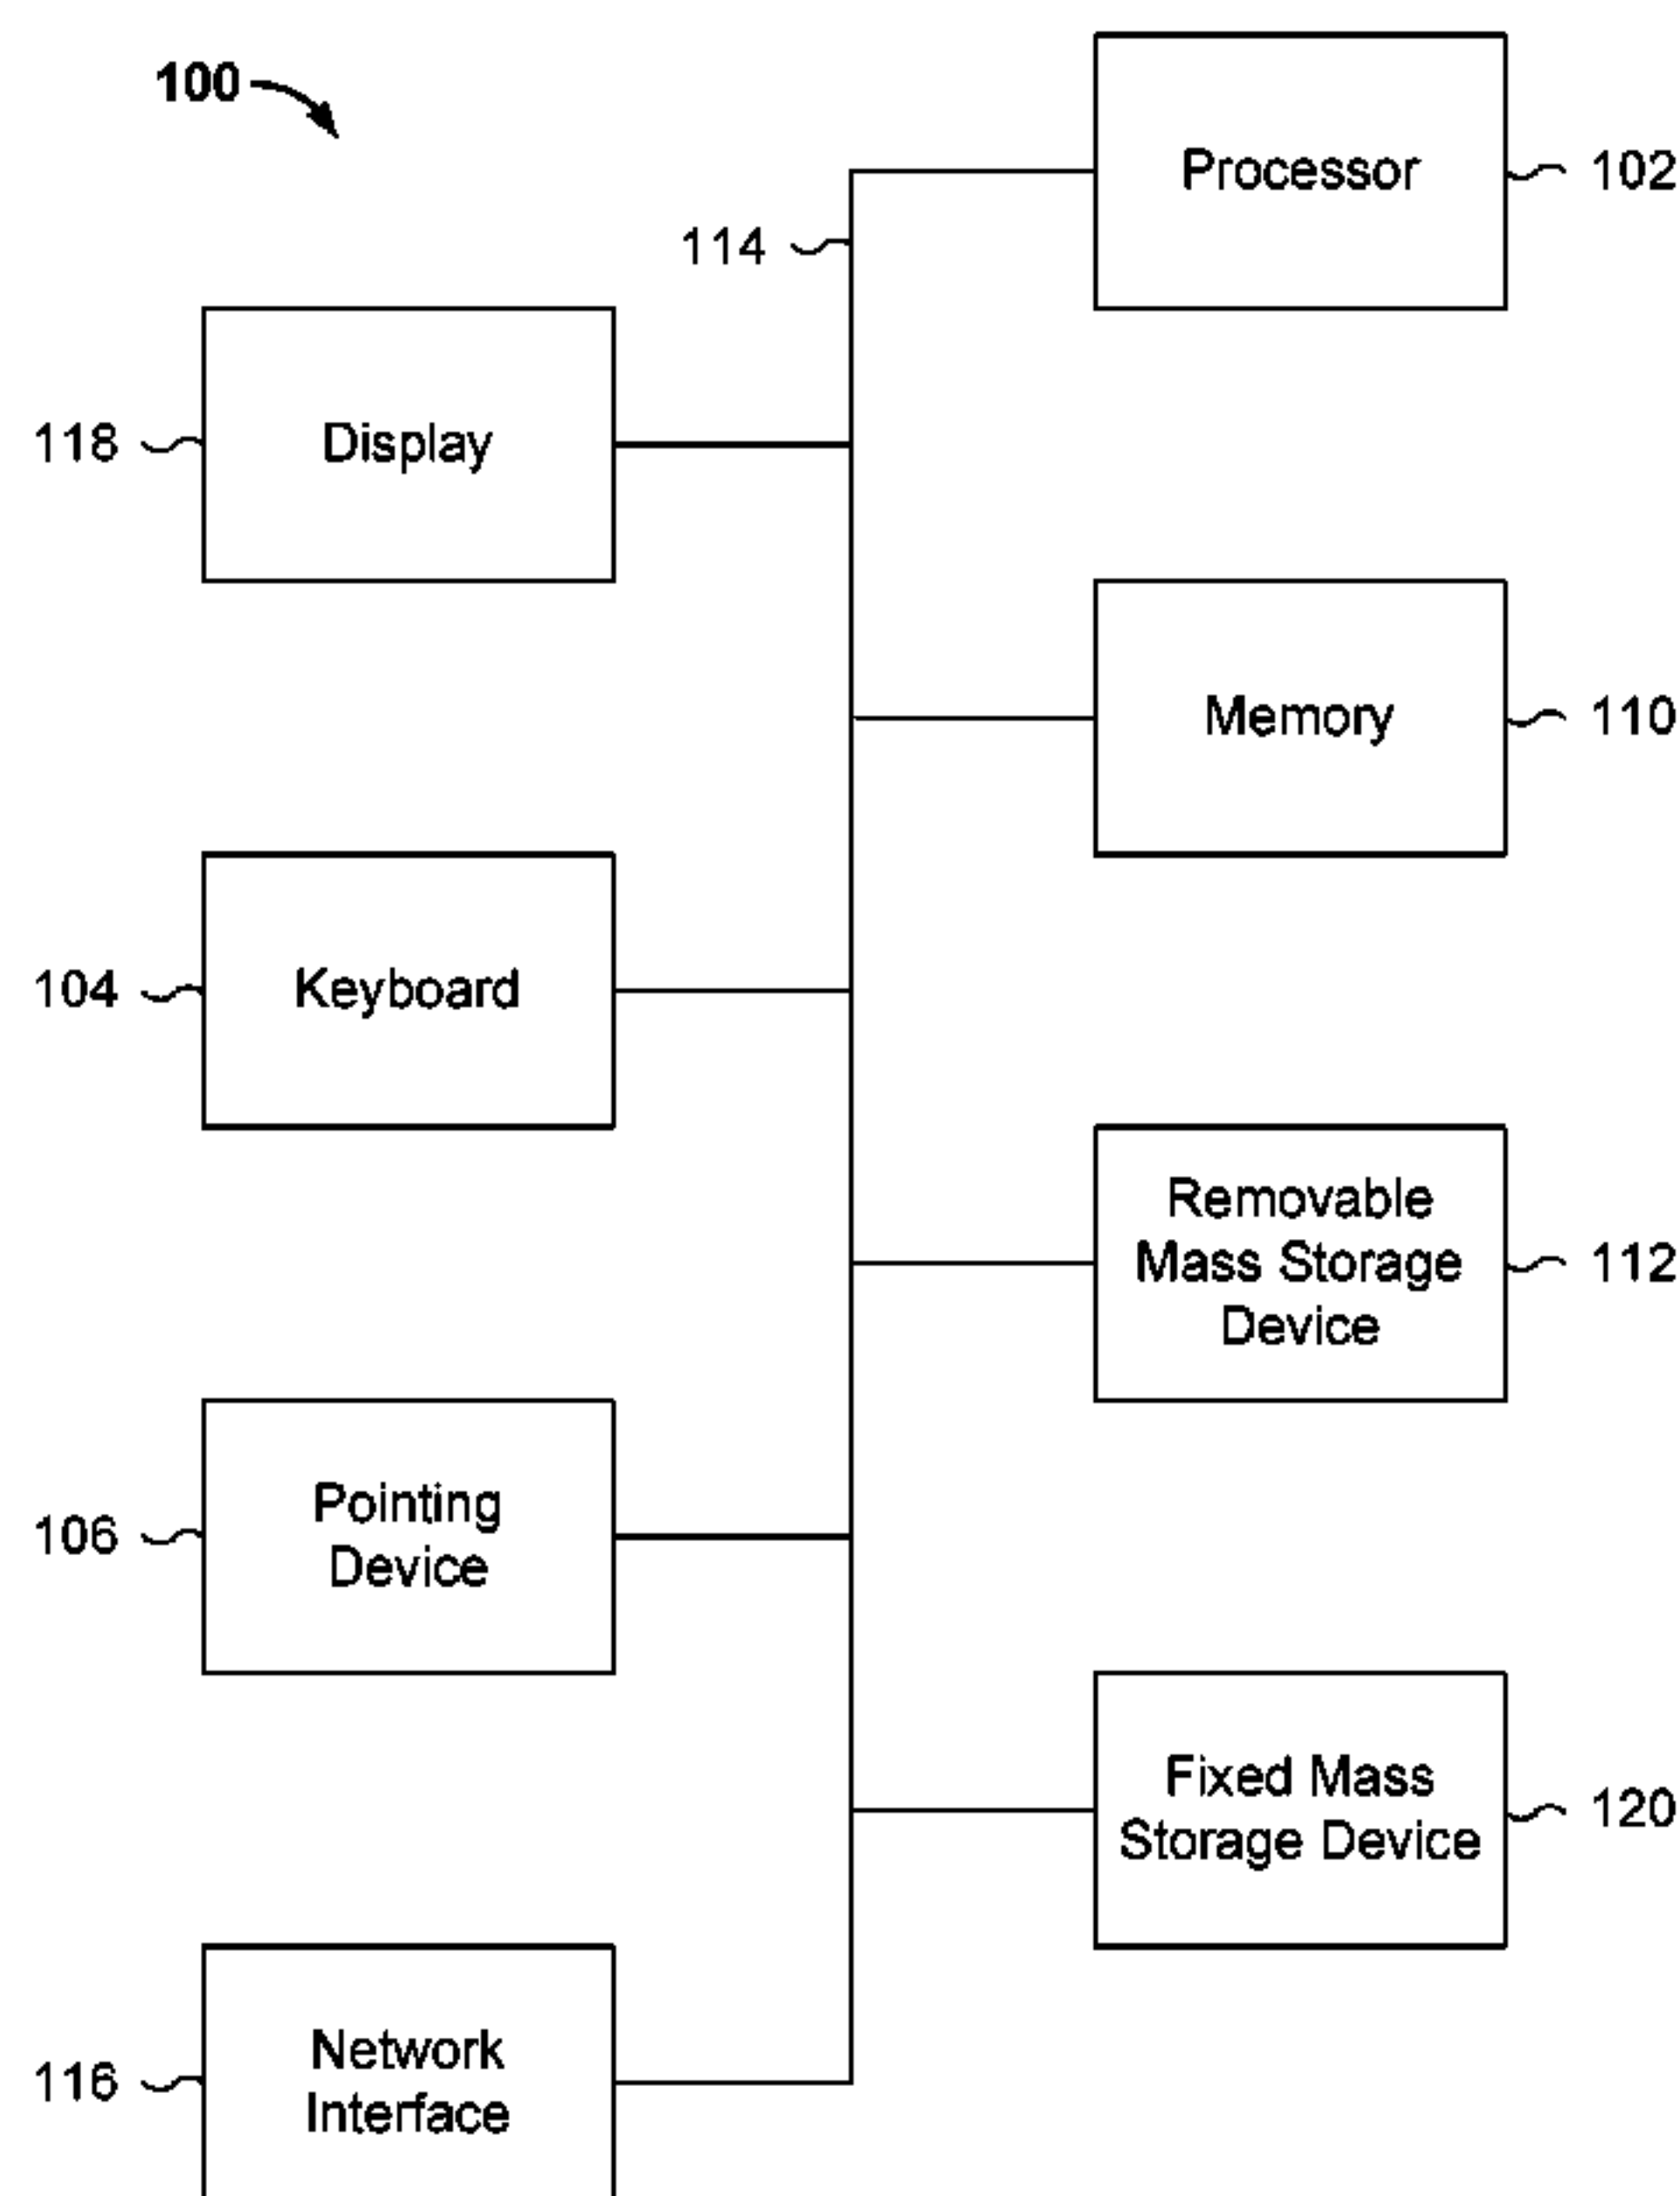 100
Processor
102
114
118
Display
Memory
110
104
Keyboard
Removable
Mass Storage
Device
112
106
Pointing
Device
Fixed Mass
Storage Device
120
116
Network
Interface